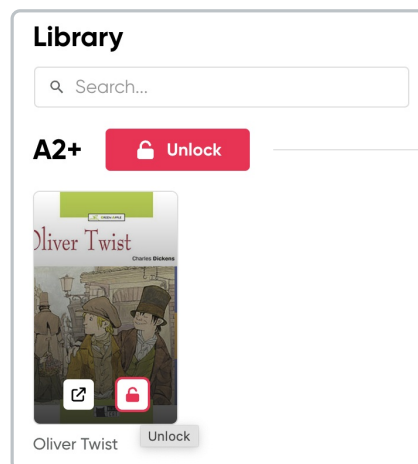 Library
Search...
A2+
Unlock
Oliver Twist
Charles Dickens
Oliver Twist
Unlock